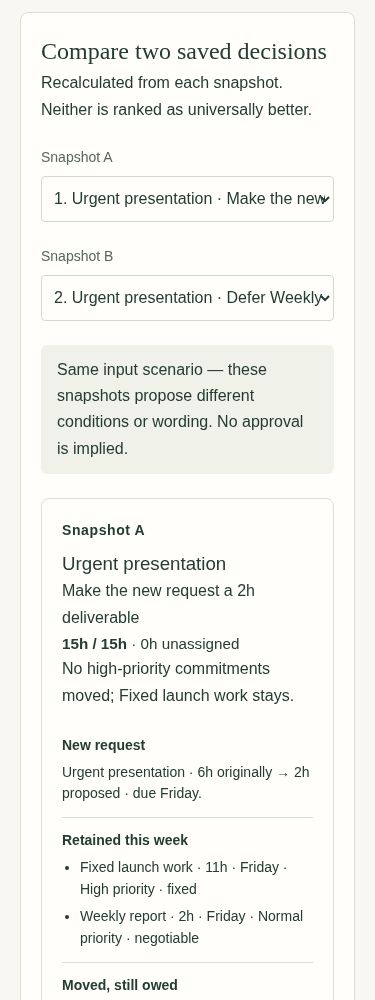 Compare two saved decisions
Recalculated from each snapshot.
Neither is ranked as universally better.
Snapshot A
1. Urgent presentation · Make the new
Snapshot B
2. Urgent presentation · Defer Weekly
Same input scenario — these
snapshots propose different
conditions or wording. No approval
is implied.
Snapshot A
Urgent presentation
Make the new request a 2h
deliverable
15h / 15h · 0h unassigned
No high-priority commitments
moved; Fixed launch work stays.
New request
Urgent presentation · 6h originally → 2h
proposed · due Friday.
Retained this week
• Fixed launch work · 11h · Friday ·
High priority · fixed
• Weekly report · 2h · Friday · Normal
priority · negotiable
Moved, still owed